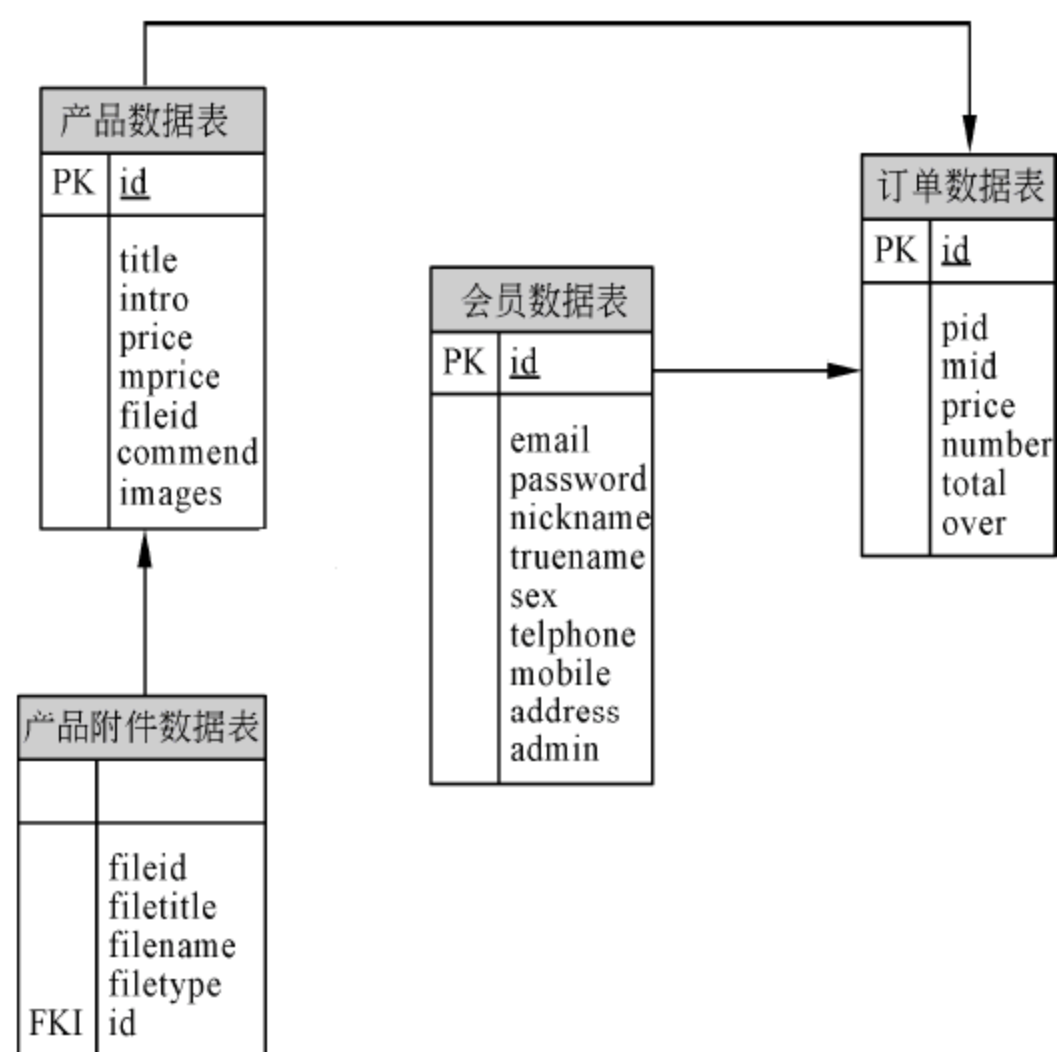 产品数据表
PK id
title
intro
price
mprice
fileid
commend
images
订单数据表
PK id
pid
mid
price
number
total
over
会员数据表
PK id
email
password
nickname
truename
sex
telphone
mobile
address
admin
产品附件数据表
fileid
filetitle
filename
filetype
FKI id